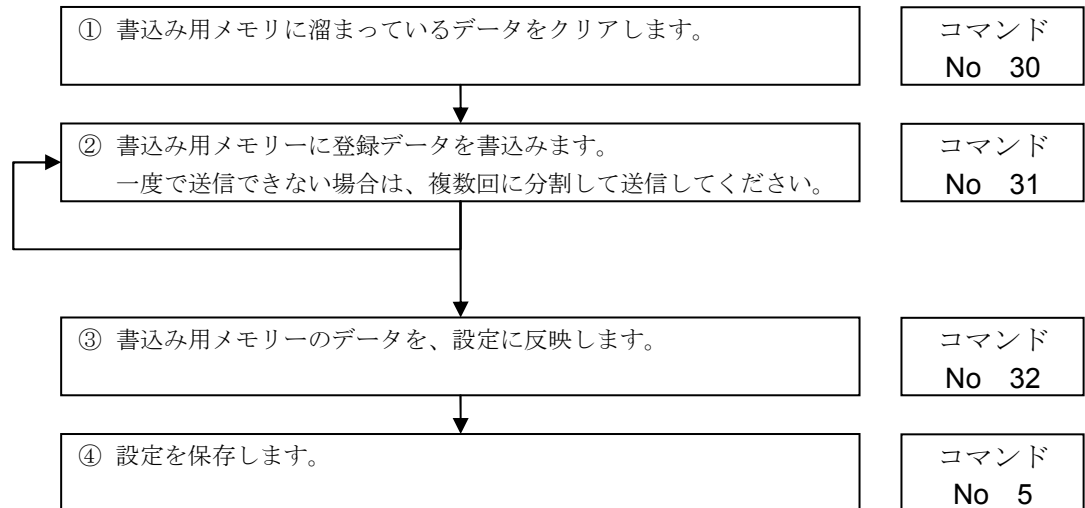 ① 書込み用メモリに溜まっているデータをクリアします。
コマンド
No 30
② 書込み用メモリーに登録データを書込みます。
一度で送信できない場合は、複数回に分割して送信してください。
コマンド
No 31
③ 書込み用メモリーのデータを、設定に反映します。
コマンド
No 32
④ 設定を保存します。
コマンド
No 5